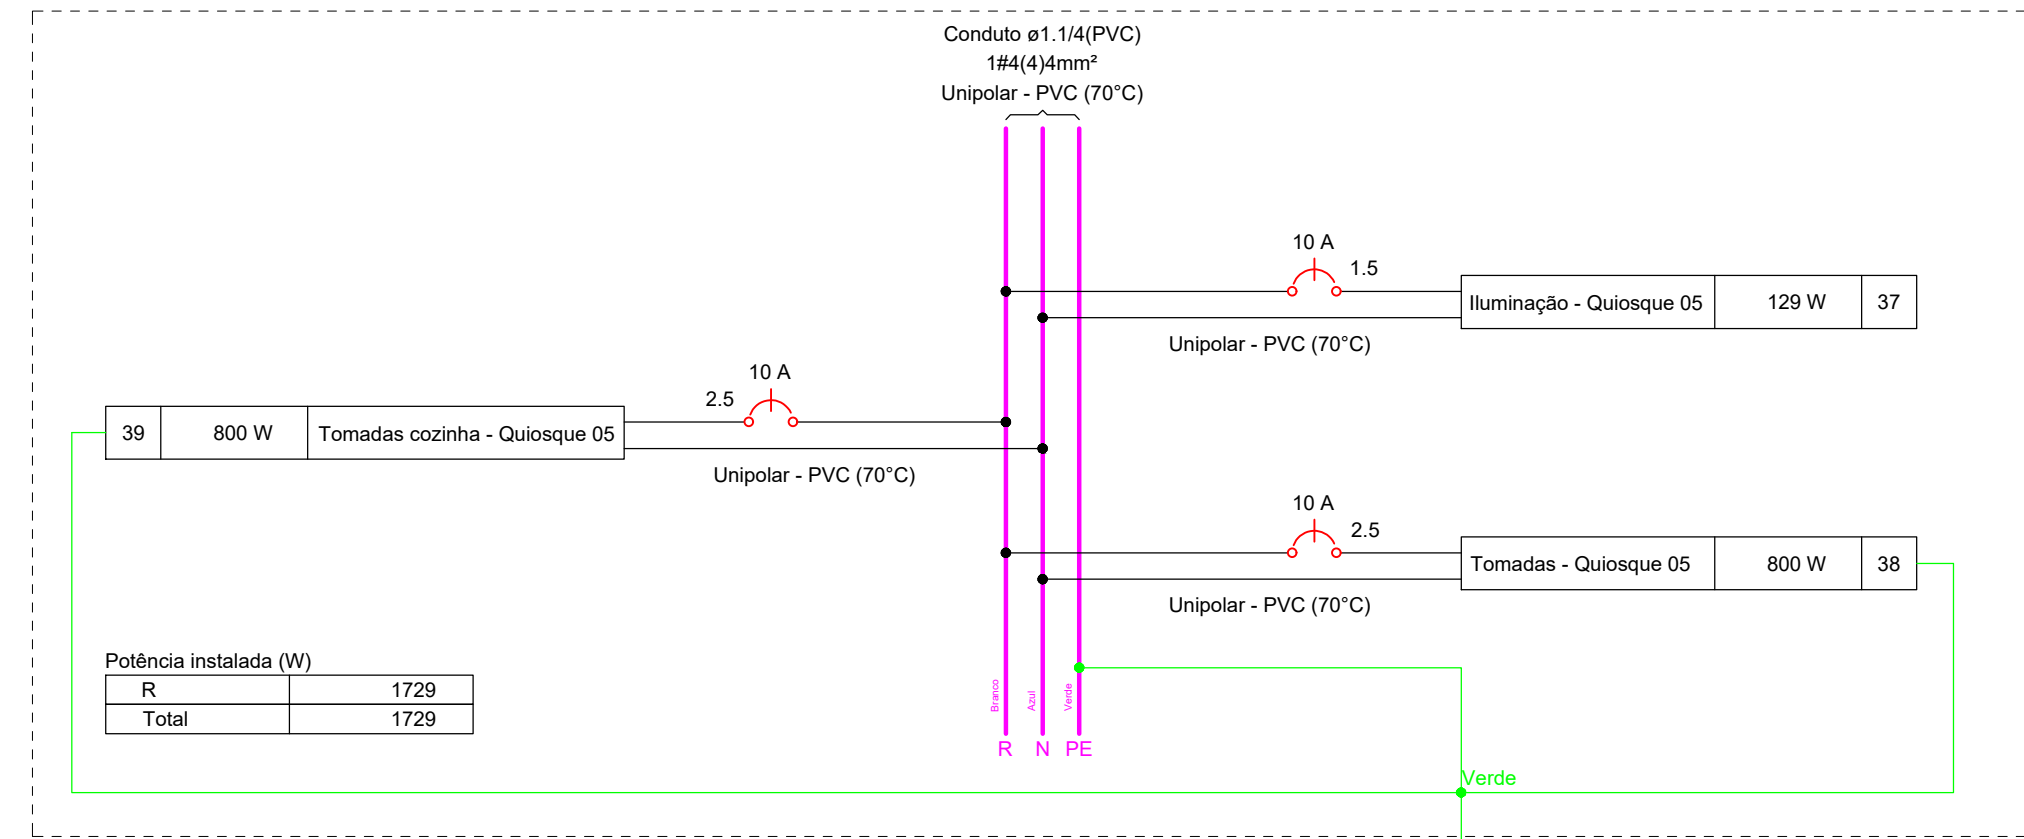 Conduto ø1.1/4(PVC)
1#4(4)4mm²
Unipolar - PVC (70°C)
10 A
1.5
Iluminação - Quiosque 05 129 W 37
Unipolar - PVC (70°C)
10 A
2.5
39 800 W Tomadas cozinha - Quiosque 05
Unipolar - PVC (70°C)
10 A
2.5
Tomadas - Quiosque 05 800 W 38
Unipolar - PVC (70°C)
Potência instalada (W)
R 1729
Total 1729
Branco
Azul
Verde
R N PE
Verde